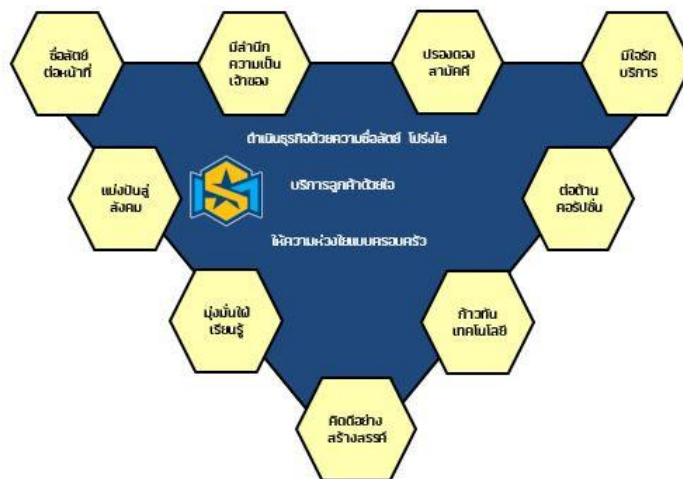 ซื่อสัตย์
ต่อหน้าที่
มีสำนึก
ความเป็น
เจ้าของ
ปรองดอง
สามัคคี
มีใจรัก
บริการ
ดำเนินธุรกิจด้วยความซื่อสัตย์ โปร่งใส
บริการลูกค้าด้วยใจ
ให้ความห่วงใยแบบครอบครัว
แบ่งปันสู่
สังคม
ต่อต้าน
คอรัปชั่น
มุ่งมั่นใฝ่
เรียนรู้
ก้าวทัน
เทคโนโลยี
คิดดีอย่าง
สร้างสรรค์